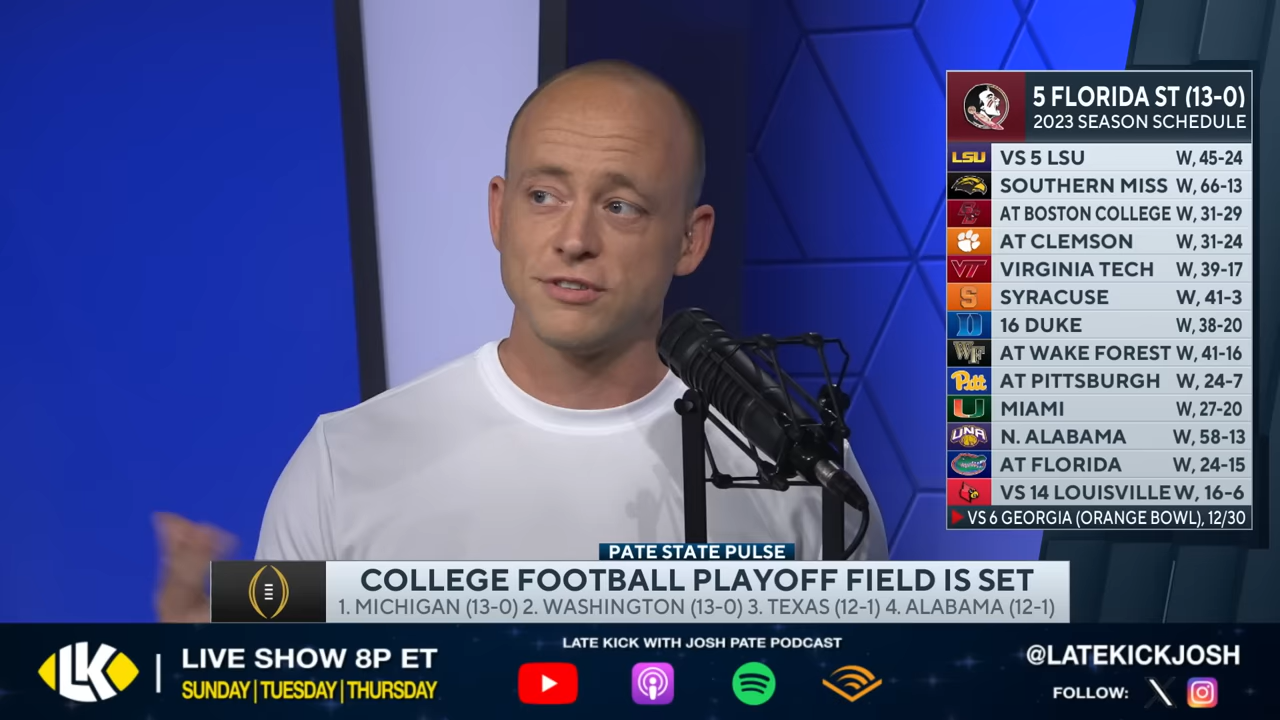 5 FLORIDA ST (13-0)
2023 SEASON SCHEDULE
LSU VS 5 LSU W, 45-24
SOUTHERN MISS W, 66-13
BC AT BOSTON COLLEGE W, 31-29
AT CLEMSON W, 31-24
VT VIRGINIA TECH W, 39-17
S SYRACUSE W, 41-3
D 16 DUKE W, 38-20
WF AT WAKE FOREST W, 41-16
Pitt AT PITTSBURGH W, 24-7
U MIAMI W, 27-20
UNA N. ALABAMA W, 58-13
AT FLORIDA W, 24-15
VS 14 LOUISVILLE W, 16-6
VS 6 GEORGIA (ORANGE BOWL), 12/30
PATE STATE PULSE
COLLEGE FOOTBALL PLAYOFF FIELD IS SET
1. MICHIGAN (13-0) 2. WASHINGTON (13-0) 3. TEXAS (12-1) 4. ALABAMA (12-1)
LK
LIVE SHOW 8P ET
SUNDAY | TUESDAY | THURSDAY
LATE KICK WITH JOSH PATE PODCAST
@LATEKICKJOSH
FOLLOW: X